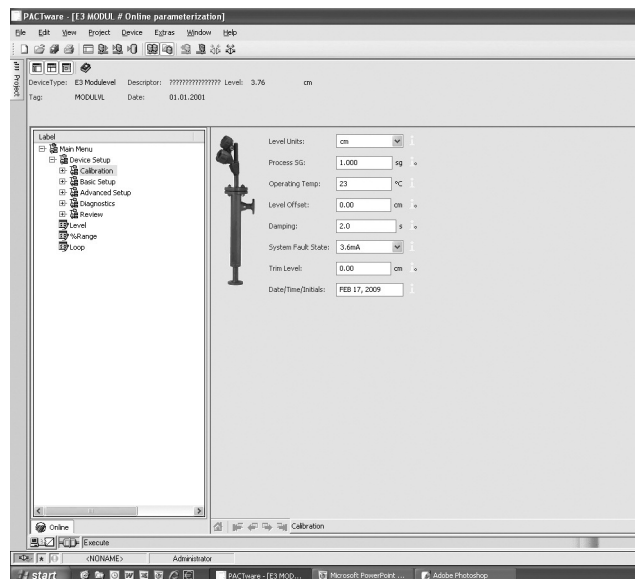 PACTware - [E3 MODUL # Online parameterization]
File Edit View Project Device Extras Window Help
Project
DeviceType: E3 Modulevel Descriptor: ???????????????? Level: 3.76 cm
Tag: MODULVL Date: 01.01.2001
Label
Main Menu
Device Setup
Calibration
Basic Setup
Advanced Setup
Diagnostics
Review
Level
%Range
Loop
Level Units: cm
Process SG: 1.000 sg
Operating Temp: 23 °C
Level Offset: 0.00 cm
Damping: 2.0 s
System Fault State: 3.6mA
Trim Level: 0.00 cm
Date/Time/Initials: FEB 17, 2009
Online
Calibration
Execute
<NONAME> Administrator
start PACTware - [E3 MOD... Microsoft PowerPoint ... Adobe Photoshop